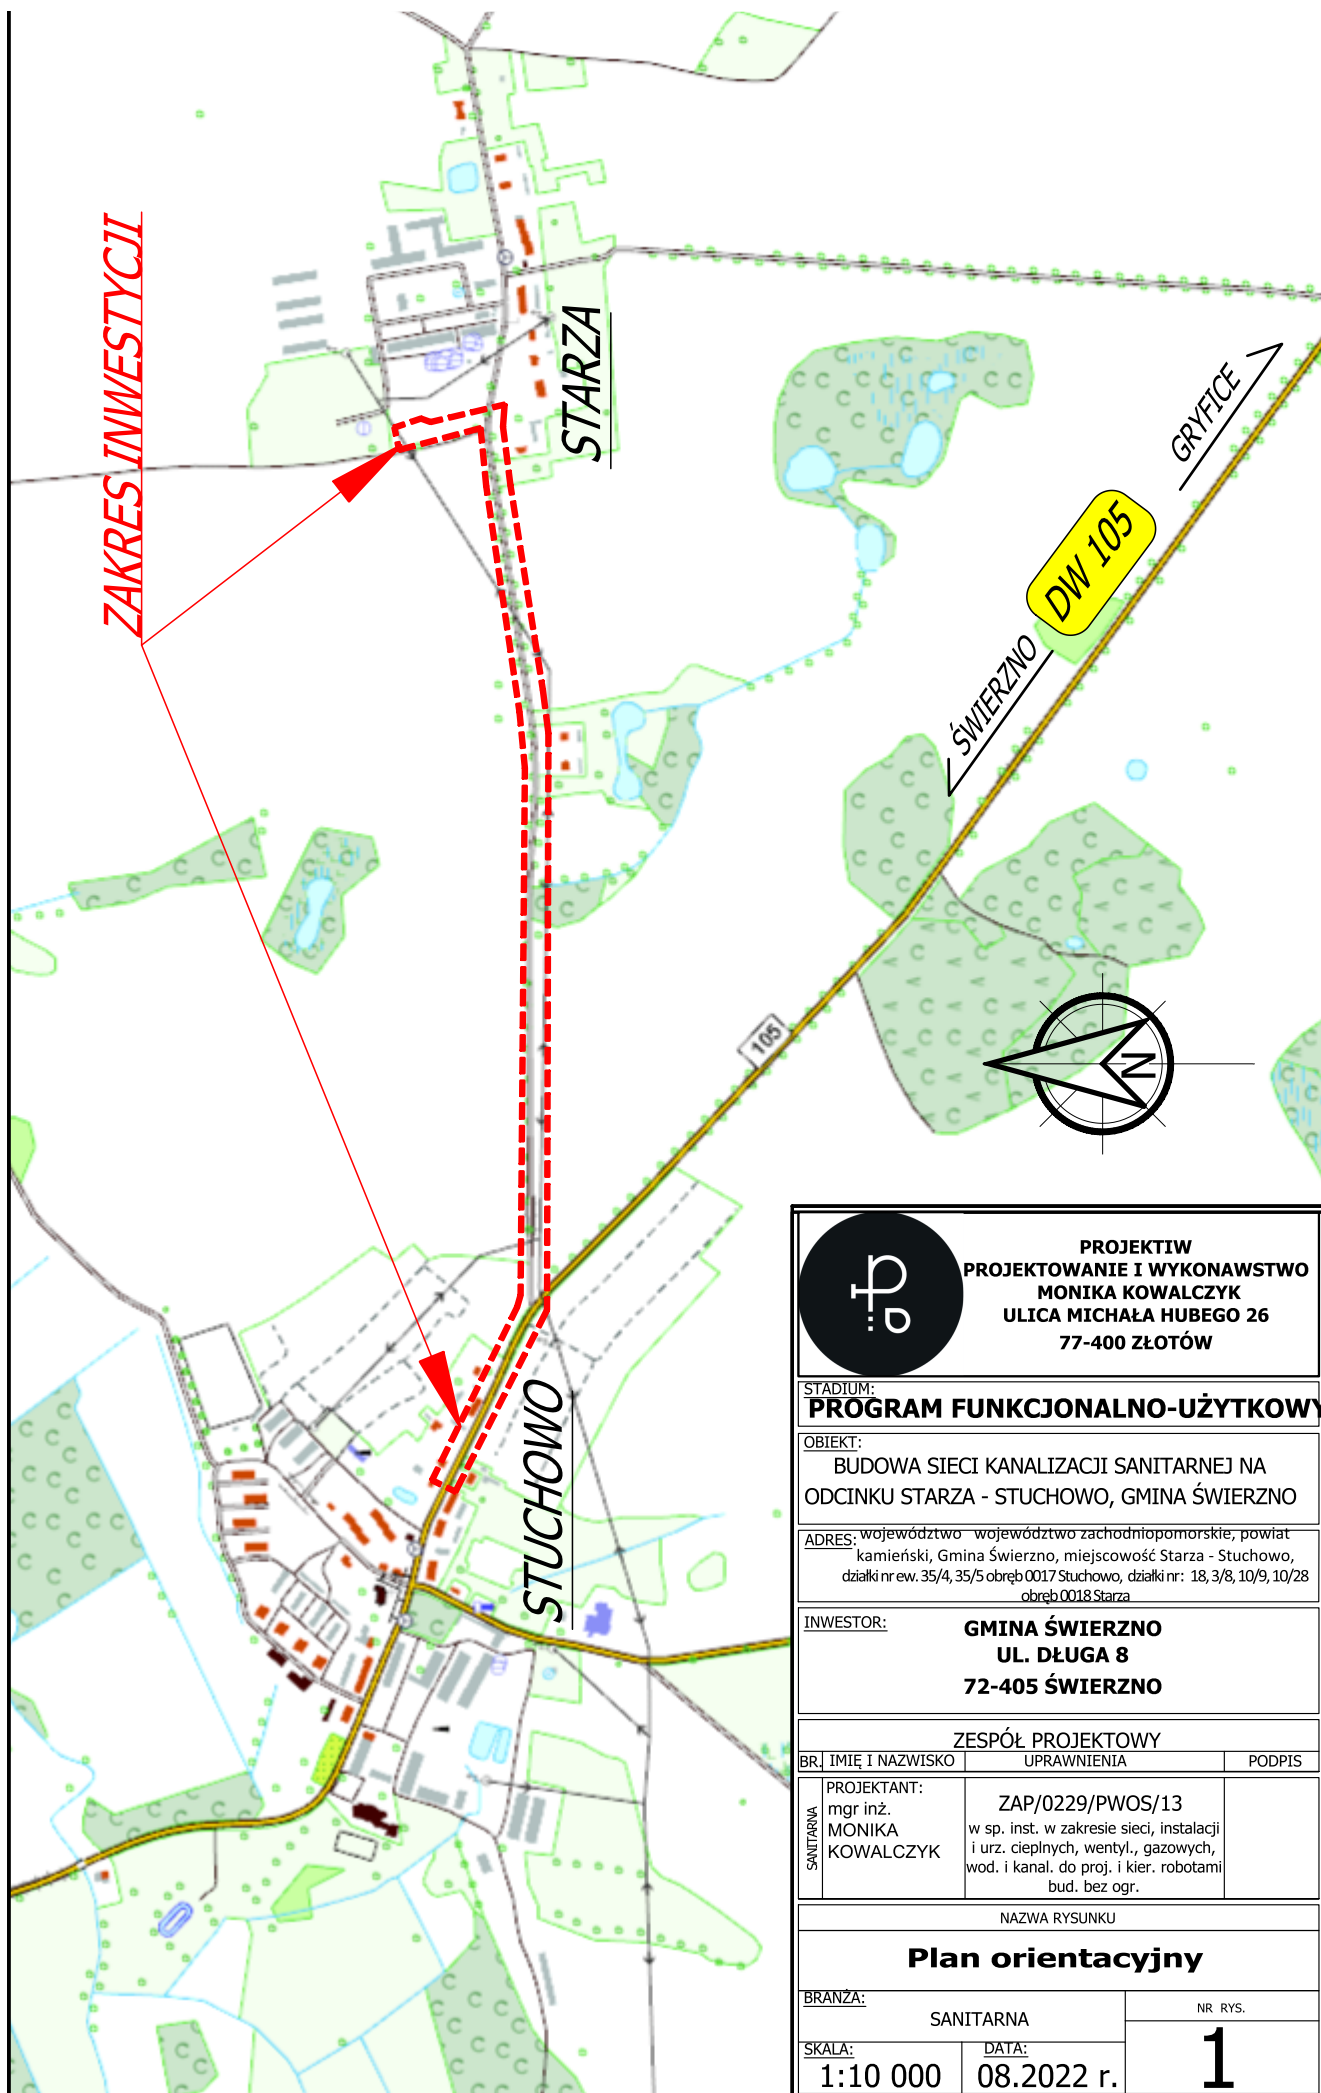 ZAKRES INWESTYCJI
STARZA
GRYFICE
DW 105
ŚWIERZNO
105
N
STUCHOWO
PROJEKTIW
PROJEKTOWANIE I WYKONAWSTWO
MONIKA KOWALCZYK
ULICA MICHAŁA HUBEGO 26
77-400 ZŁOTÓW
STADIUM:
PROGRAM FUNKCJONALNO-UŻYTKOWY
OBIEKT:
BUDOWA SIECI KANALIZACJI SANITARNEJ NA
ODCINKU STARZA - STUCHOWO, GMINA ŚWIERZNO
ADRES: województwo województwo zachodniopomorskie, powiat
kamieński, Gmina Świerzno, miejscowość Starza - Stuchowo,
działki nr ew. 35/4, 35/5 obręb 0017 Stuchowo, działki nr: 18, 3/8, 10/9, 10/28
obręb 0018 Starza
INWESTOR:
GMINA ŚWIERZNO
UL. DŁUGA 8
72-405 ŚWIERZNO
ZESPÓŁ PROJEKTOWY
BR. IMIĘ I NAZWISKO UPRAWNIENIA PODPIS
SANITARNA
PROJEKTANT:
mgr inż.
MONIKA
KOWALCZYK
ZAP/0229/PWOS/13
w sp. inst. w zakresie sieci, instalacji
i urz. cieplnych, wentyl., gazowych,
wod. i kanal. do proj. i kier. robotami
bud. bez ogr.
NAZWA RYSUNKU
Plan orientacyjny
BRANŻA:
SANITARNA
NR RYS.
1
SKALA:
1:10 000
DATA:
08.2022 r.